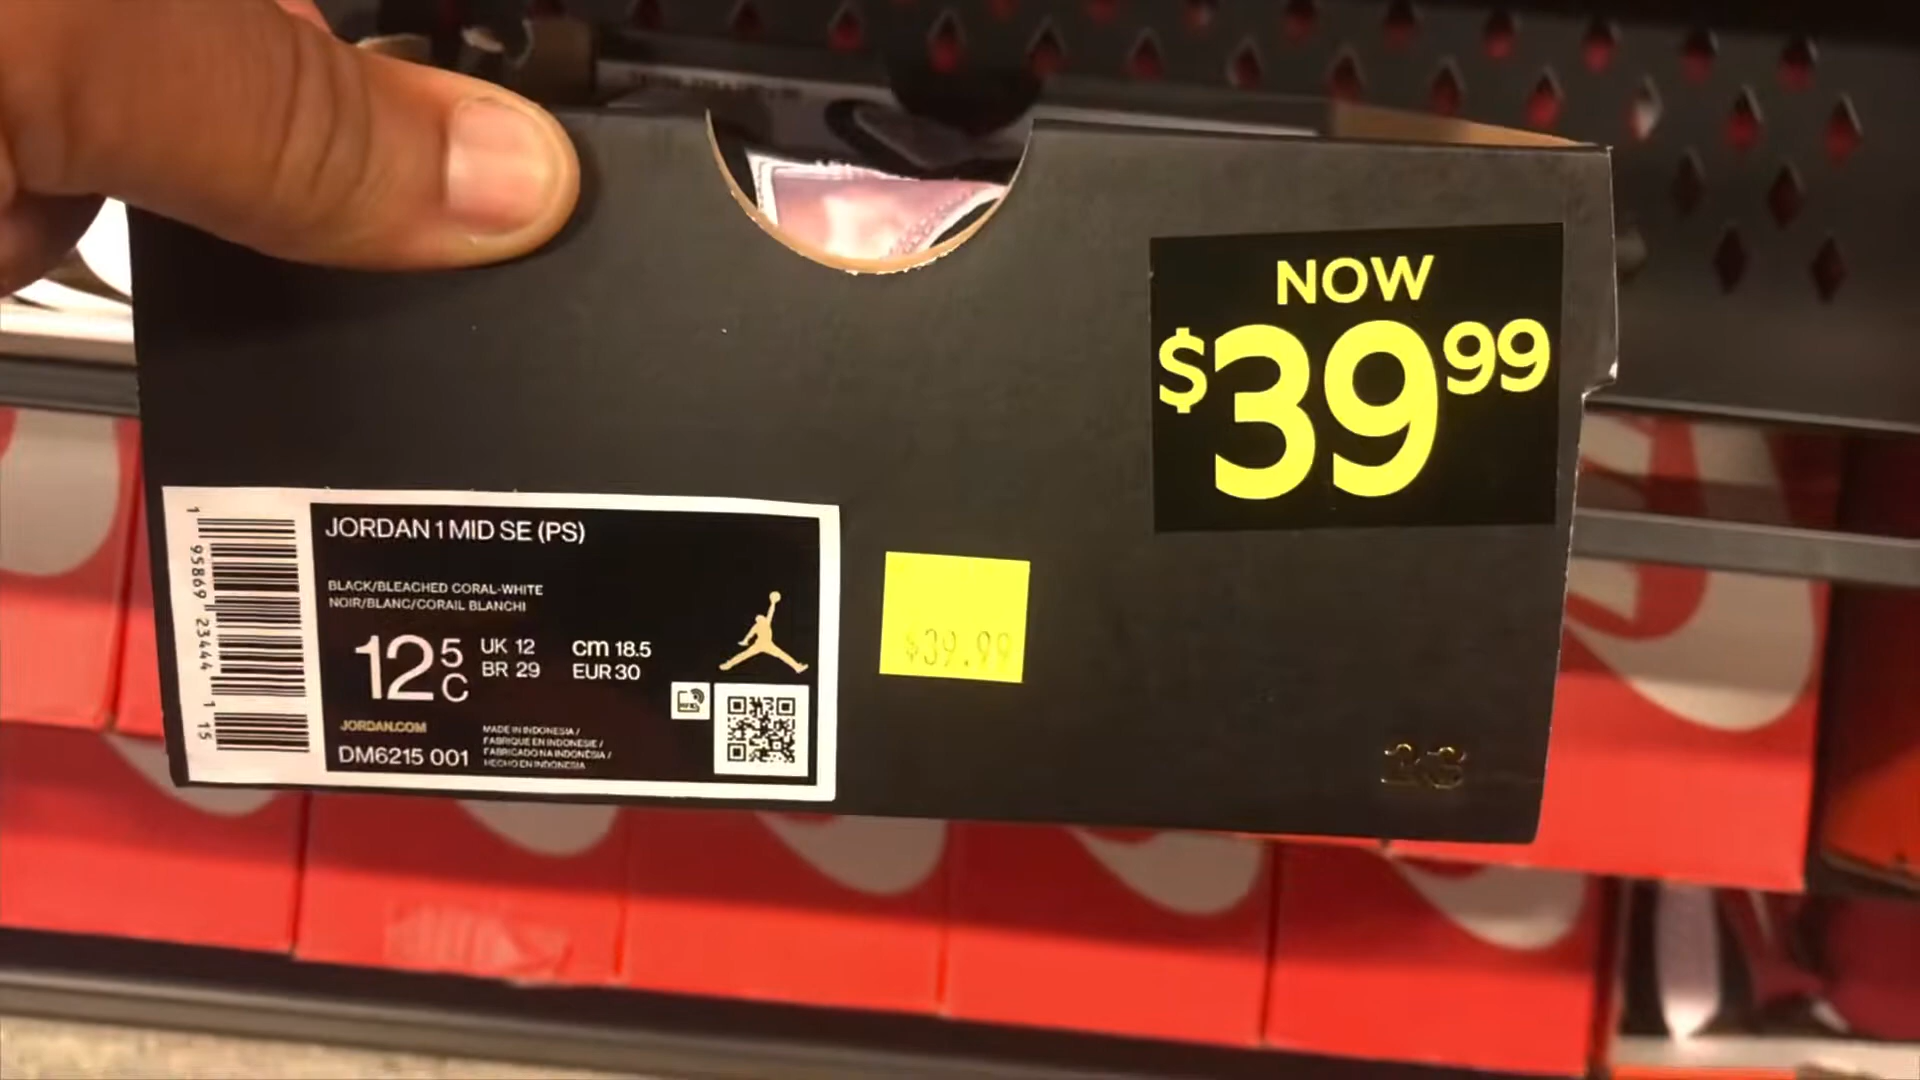 NOW
$39.99
JORDAN 1 MID SE (PS)
BLACK/BLEACHED CORAL-WHITE
NOIR/BLANC/CORAIL BLANCHI
12.5C
UK 12
BR 29
cm 18.5
EUR 30
JORDAN.COM
DM6215 001
MADE IN INDONESIA /
FABRIQUE EN INDONESIE /
FABRICADO NA INDONESIA /
HECHO EN INDONESIA
1 95869 23444 1 15
$39.99
23